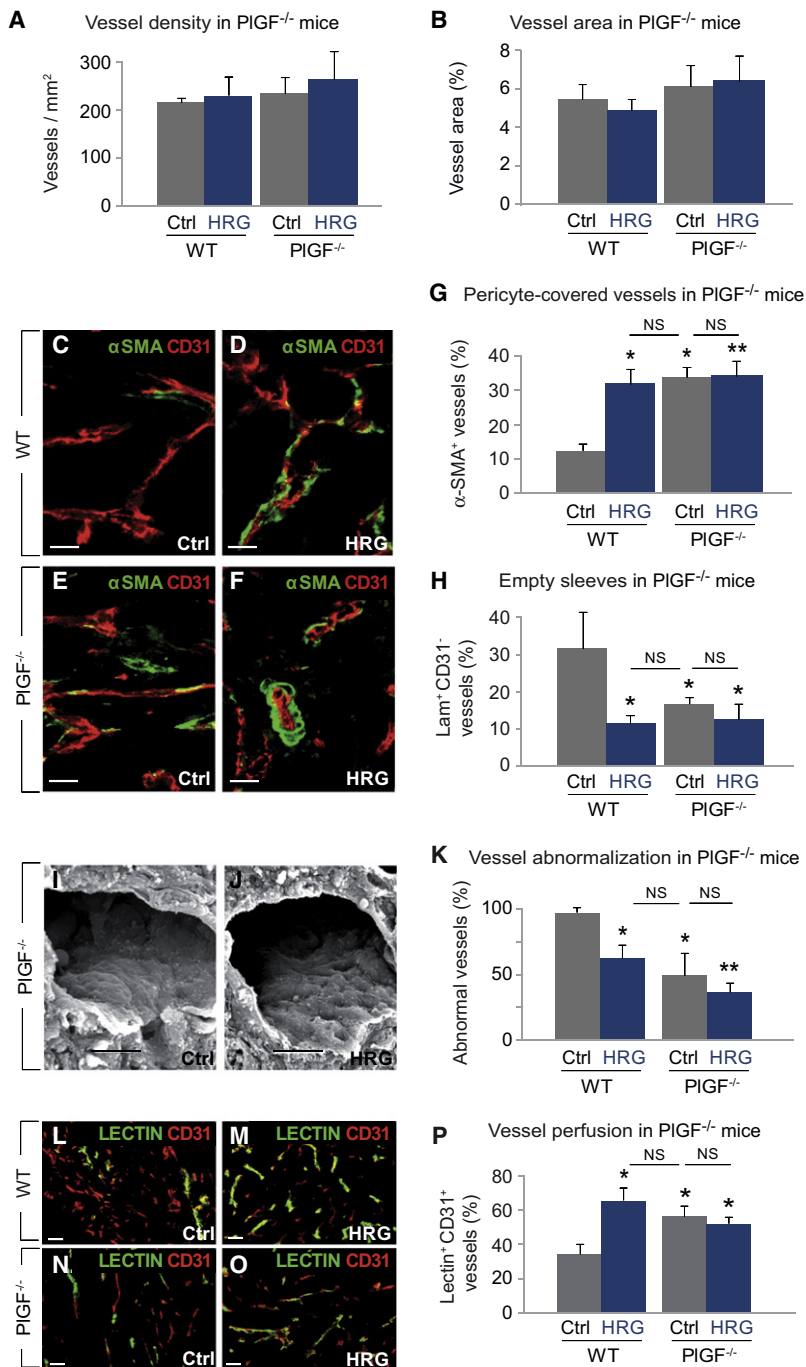 A Vessel density in PlGF-/- mice
Vessels / mm2
300
200
100
0
Ctrl HRG Ctrl HRG
WT PlGF-/-
B Vessel area in PlGF-/- mice
Vessel area (%)
8
6
4
2
0
Ctrl HRG Ctrl HRG
WT PlGF-/-
WT
C αSMA CD31
Ctrl
D αSMA CD31
HRG
PlGF-/-
E αSMA CD31
Ctrl
F αSMA CD31
HRG
G Pericyte-covered vessels in PlGF-/- mice
NS NS
* * **
α-SMA+ vessels (%)
40
30
20
10
0
Ctrl HRG Ctrl HRG
WT PlGF-/-
H Empty sleeves in PlGF-/- mice
Lam+ CD31-
vessels (%)
40
30
20
10
0
NS NS
* * *
Ctrl HRG Ctrl HRG
WT PlGF-/-
PlGF-/-
I
Ctrl
J
HRG
K Vessel abnormalization in PlGF-/- mice
NS NS
* * **
Abnormal vessels (%)
100
50
0
Ctrl HRG Ctrl HRG
WT PlGF-/-
WT
L LECTIN CD31
Ctrl
M LECTIN CD31
HRG
PlGF-/-
N LECTIN CD31
Ctrl
O LECTIN CD31
HRG
P Vessel perfusion in PlGF-/- mice
NS NS
* * *
Lectin+ CD31+
vessels (%)
80
60
40
20
0
Ctrl HRG Ctrl HRG
WT PlGF-/-